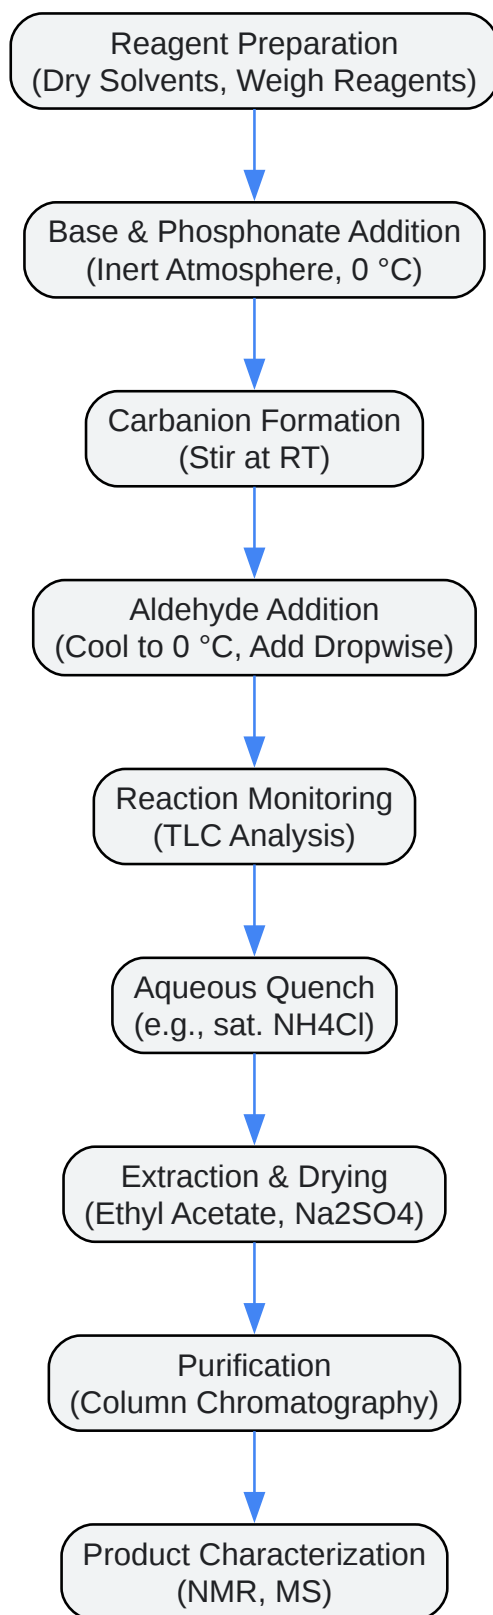 Reagent Preparation
(Dry Solvents, Weigh Reagents)
Base & Phosphonate Addition
(Inert Atmosphere, 0 °C)
Carbanion Formation
(Stir at RT)
Aldehyde Addition
(Cool to 0 °C, Add Dropwise)
Reaction Monitoring
(TLC Analysis)
Aqueous Quench
(e.g., sat. NH4Cl)
Extraction & Drying
(Ethyl Acetate, Na2SO4)
Purification
(Column Chromatography)
Product Characterization
(NMR, MS)